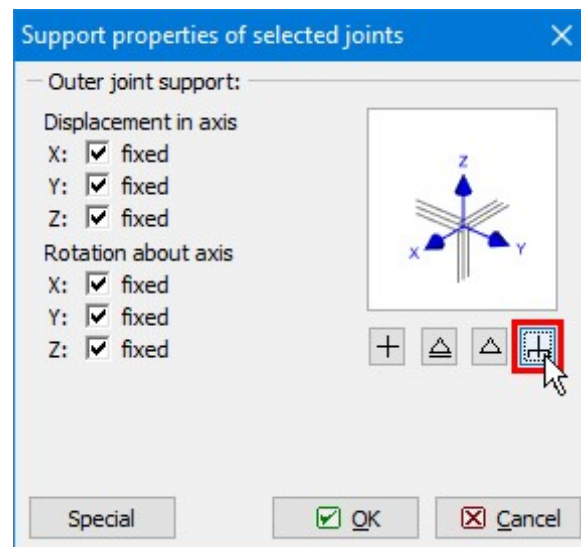 Support properties of selected joints
Outer joint support:
Displacement in axis
X: fixed
Y: fixed
Z: fixed
Rotation about axis
X: fixed
Y: fixed
Z: fixed
Z
X
Y
Special
OK
Cancel